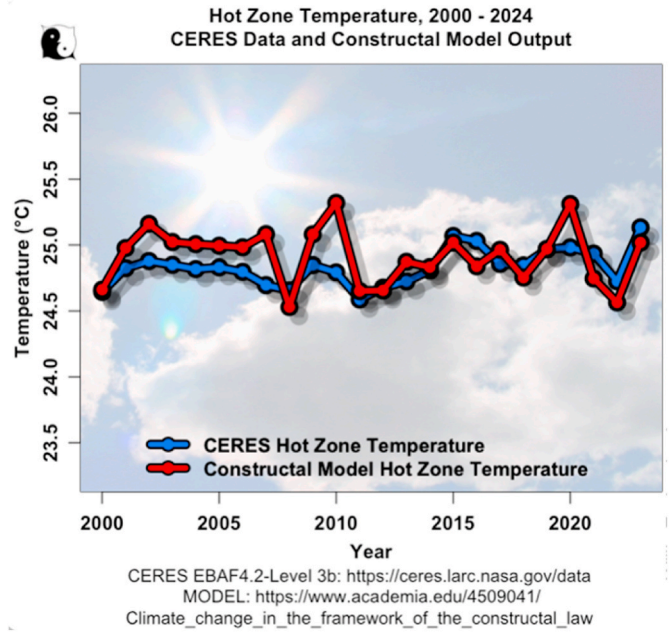 Hot Zone Temperature, 2000 - 2024
CERES Data and Constructal Model Output
Temperature (°C)
26.0
25.5
25.0
24.5
24.0
23.5
CERES Hot Zone Temperature
Constructal Model Hot Zone Temperature
2000 2005 2010 2015 2020
Year
CERES EBAF4.2-Level 3b: https://ceres.larc.nasa.gov/data
MODEL: https://www.academia.edu/4509041/
Climate_change_in_the_framework_of_the_constructal_law